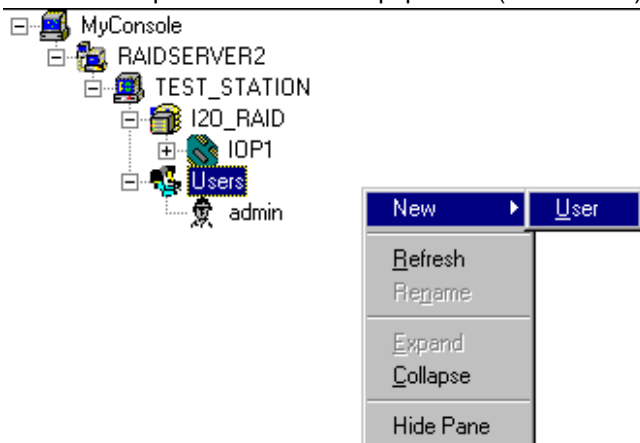 MyConsole
RAIDSERVER2
TEST_STATION
I2O_RAID
IOP1
Users
admin
New User
Refresh
Rename
Expand
Collapse
Hide Pane